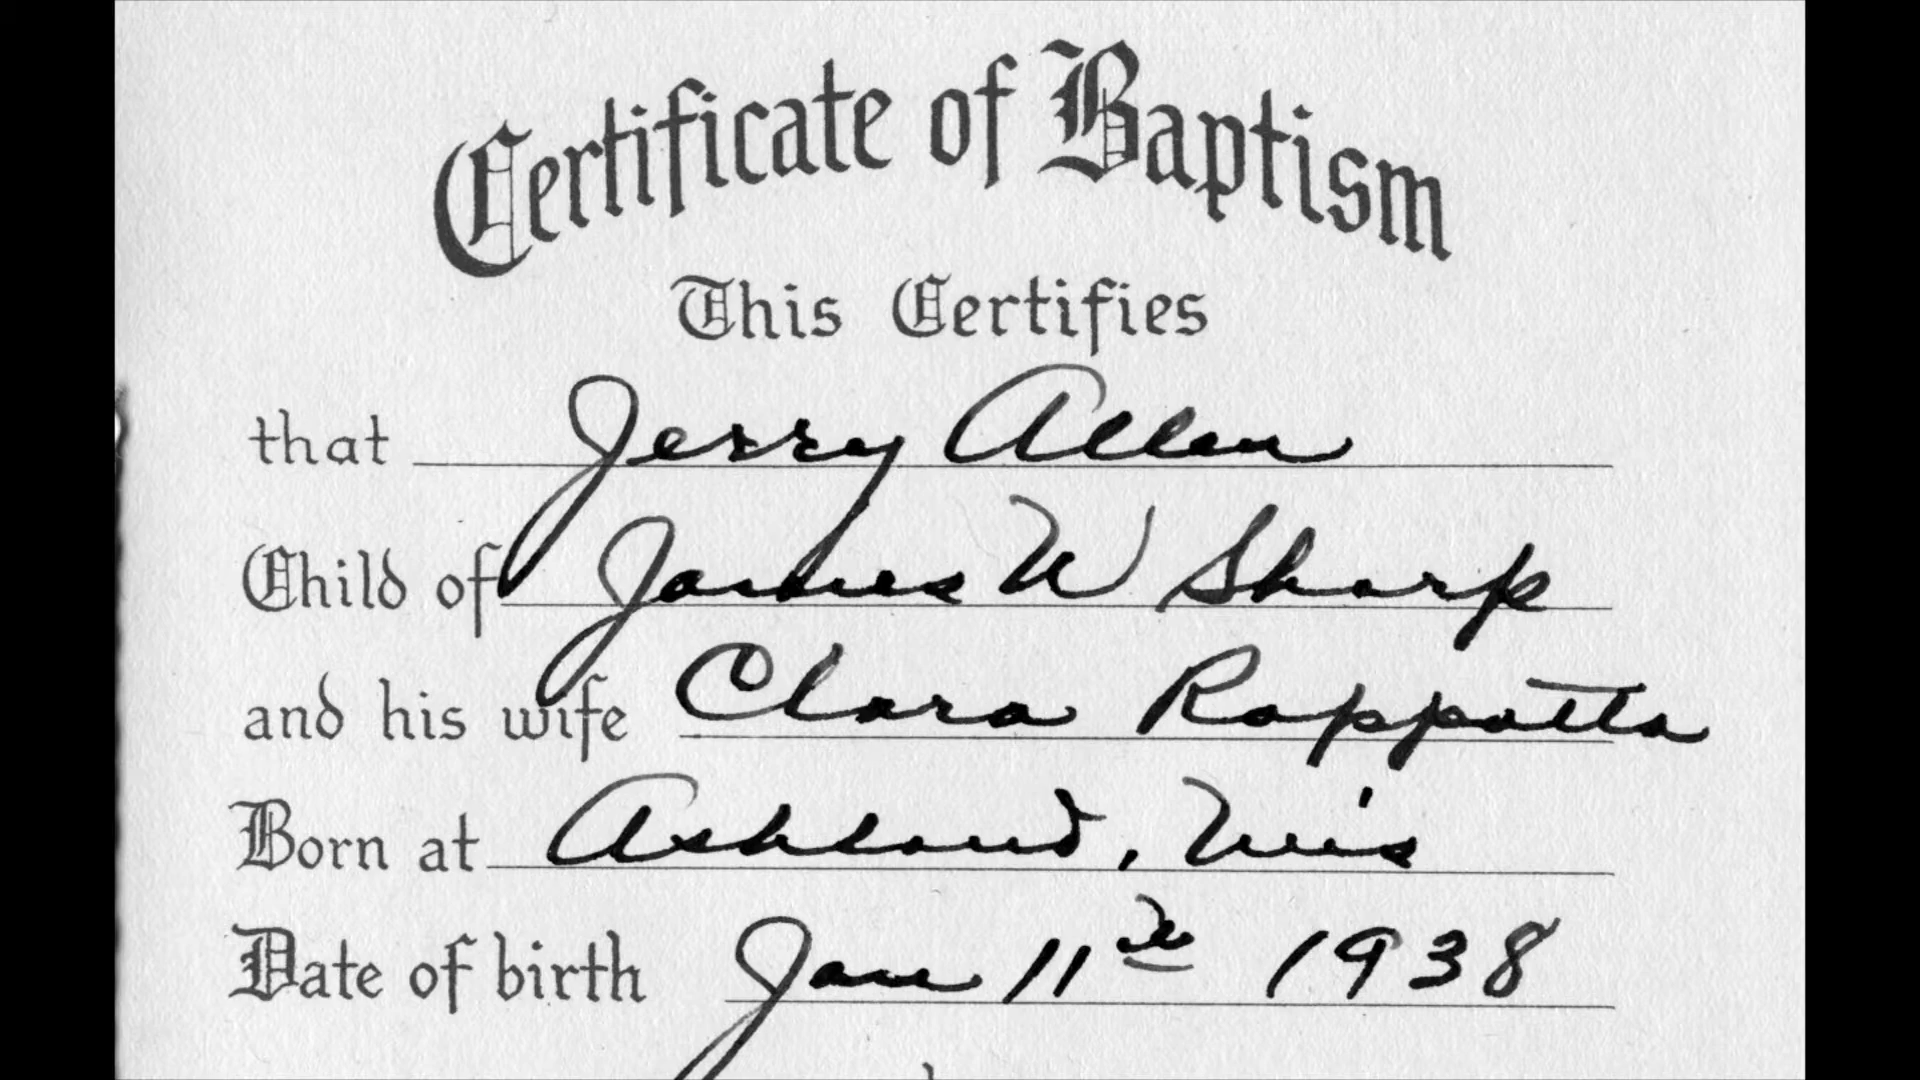 Certificate of Baptism
This Certifies
that Jerry Allen
Child of James W Sharp
and his wife Clara Rappatta
Born at Ashland, Wis
Date of birth Jan 11th 1938